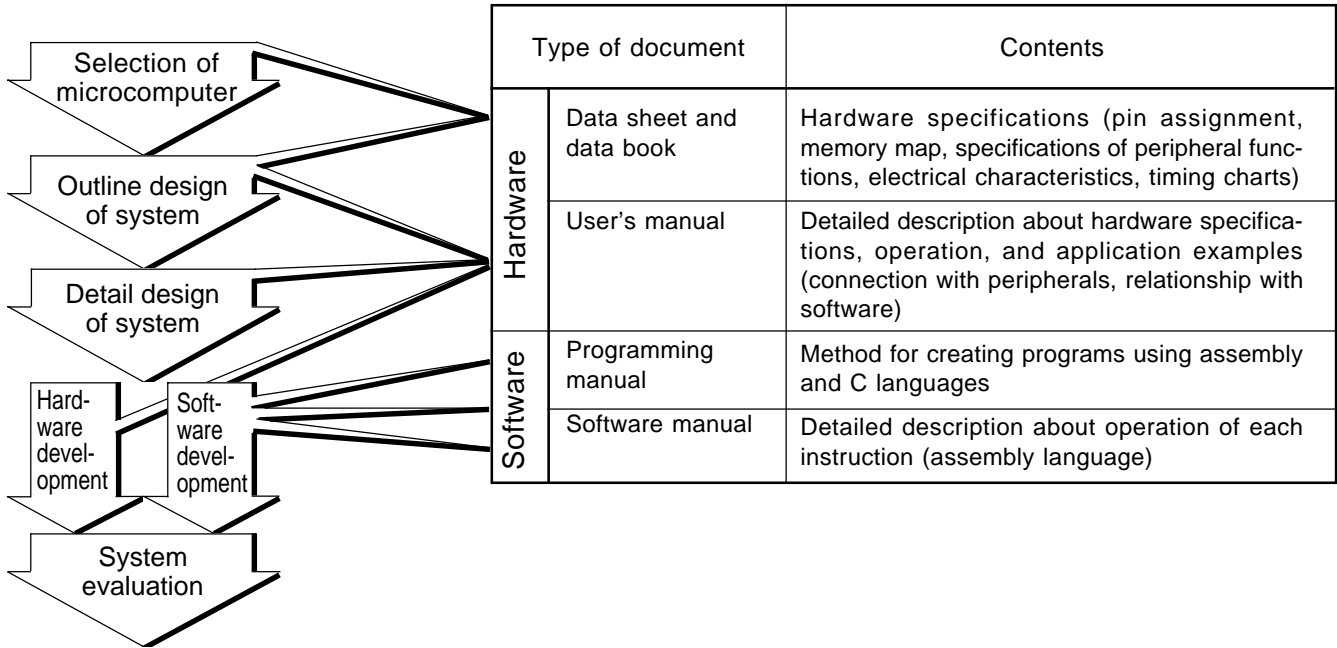 Selection of
microcomputer
Outline design
of system
Detail design
of system
Hard-
ware
devel-
opment
Soft-
ware
devel-
opment
System
evaluation
Type of document
Contents
Hardware
Data sheet and
data book
Hardware specifications (pin assignment,
memory map, specifications of peripheral func-
tions, electrical characteristics, timing charts)
User's manual
Detailed description about hardware specifica-
tions, operation, and application examples
(connection with peripherals, relationship with
software)
Software
Programming
manual
Method for creating programs using assembly
and C languages
Software manual
Detailed description about operation of each
instruction (assembly language)